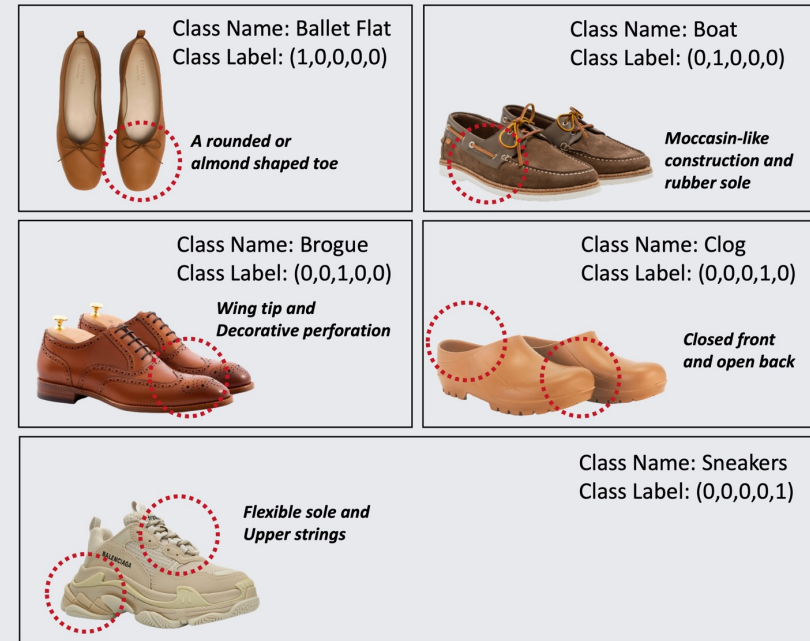 Class Name: Ballet Flat
Class Label: (1,0,0,0,0)
A rounded or
almond shaped toe
Class Name: Boat
Class Label: (0,1,0,0,0)
Moccasin-like
construction and
rubber sole
Class Name: Brogue
Class Label: (0,0,1,0,0)
Wing tip and
Decorative perforation
Class Name: Clog
Class Label: (0,0,0,1,0)
Closed front
and open back
Class Name: Sneakers
Class Label: (0,0,0,0,1)
Flexible sole and
Upper strings
BALENCIAGA